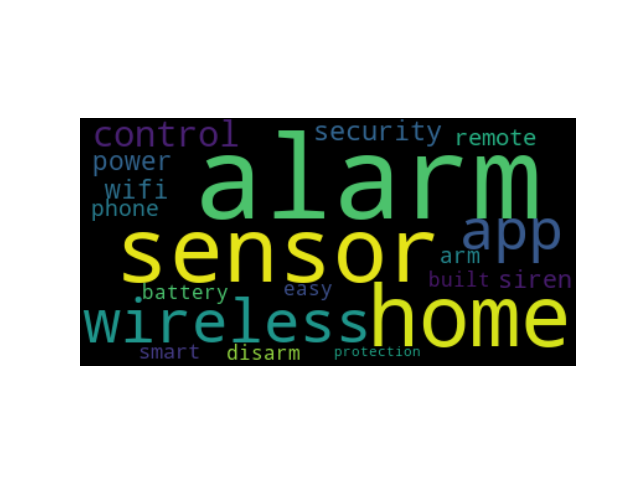 control security remote
power alarm
wifi
phone
sensor app
arm
battery easy built siren
wireless home
smart disarm protection